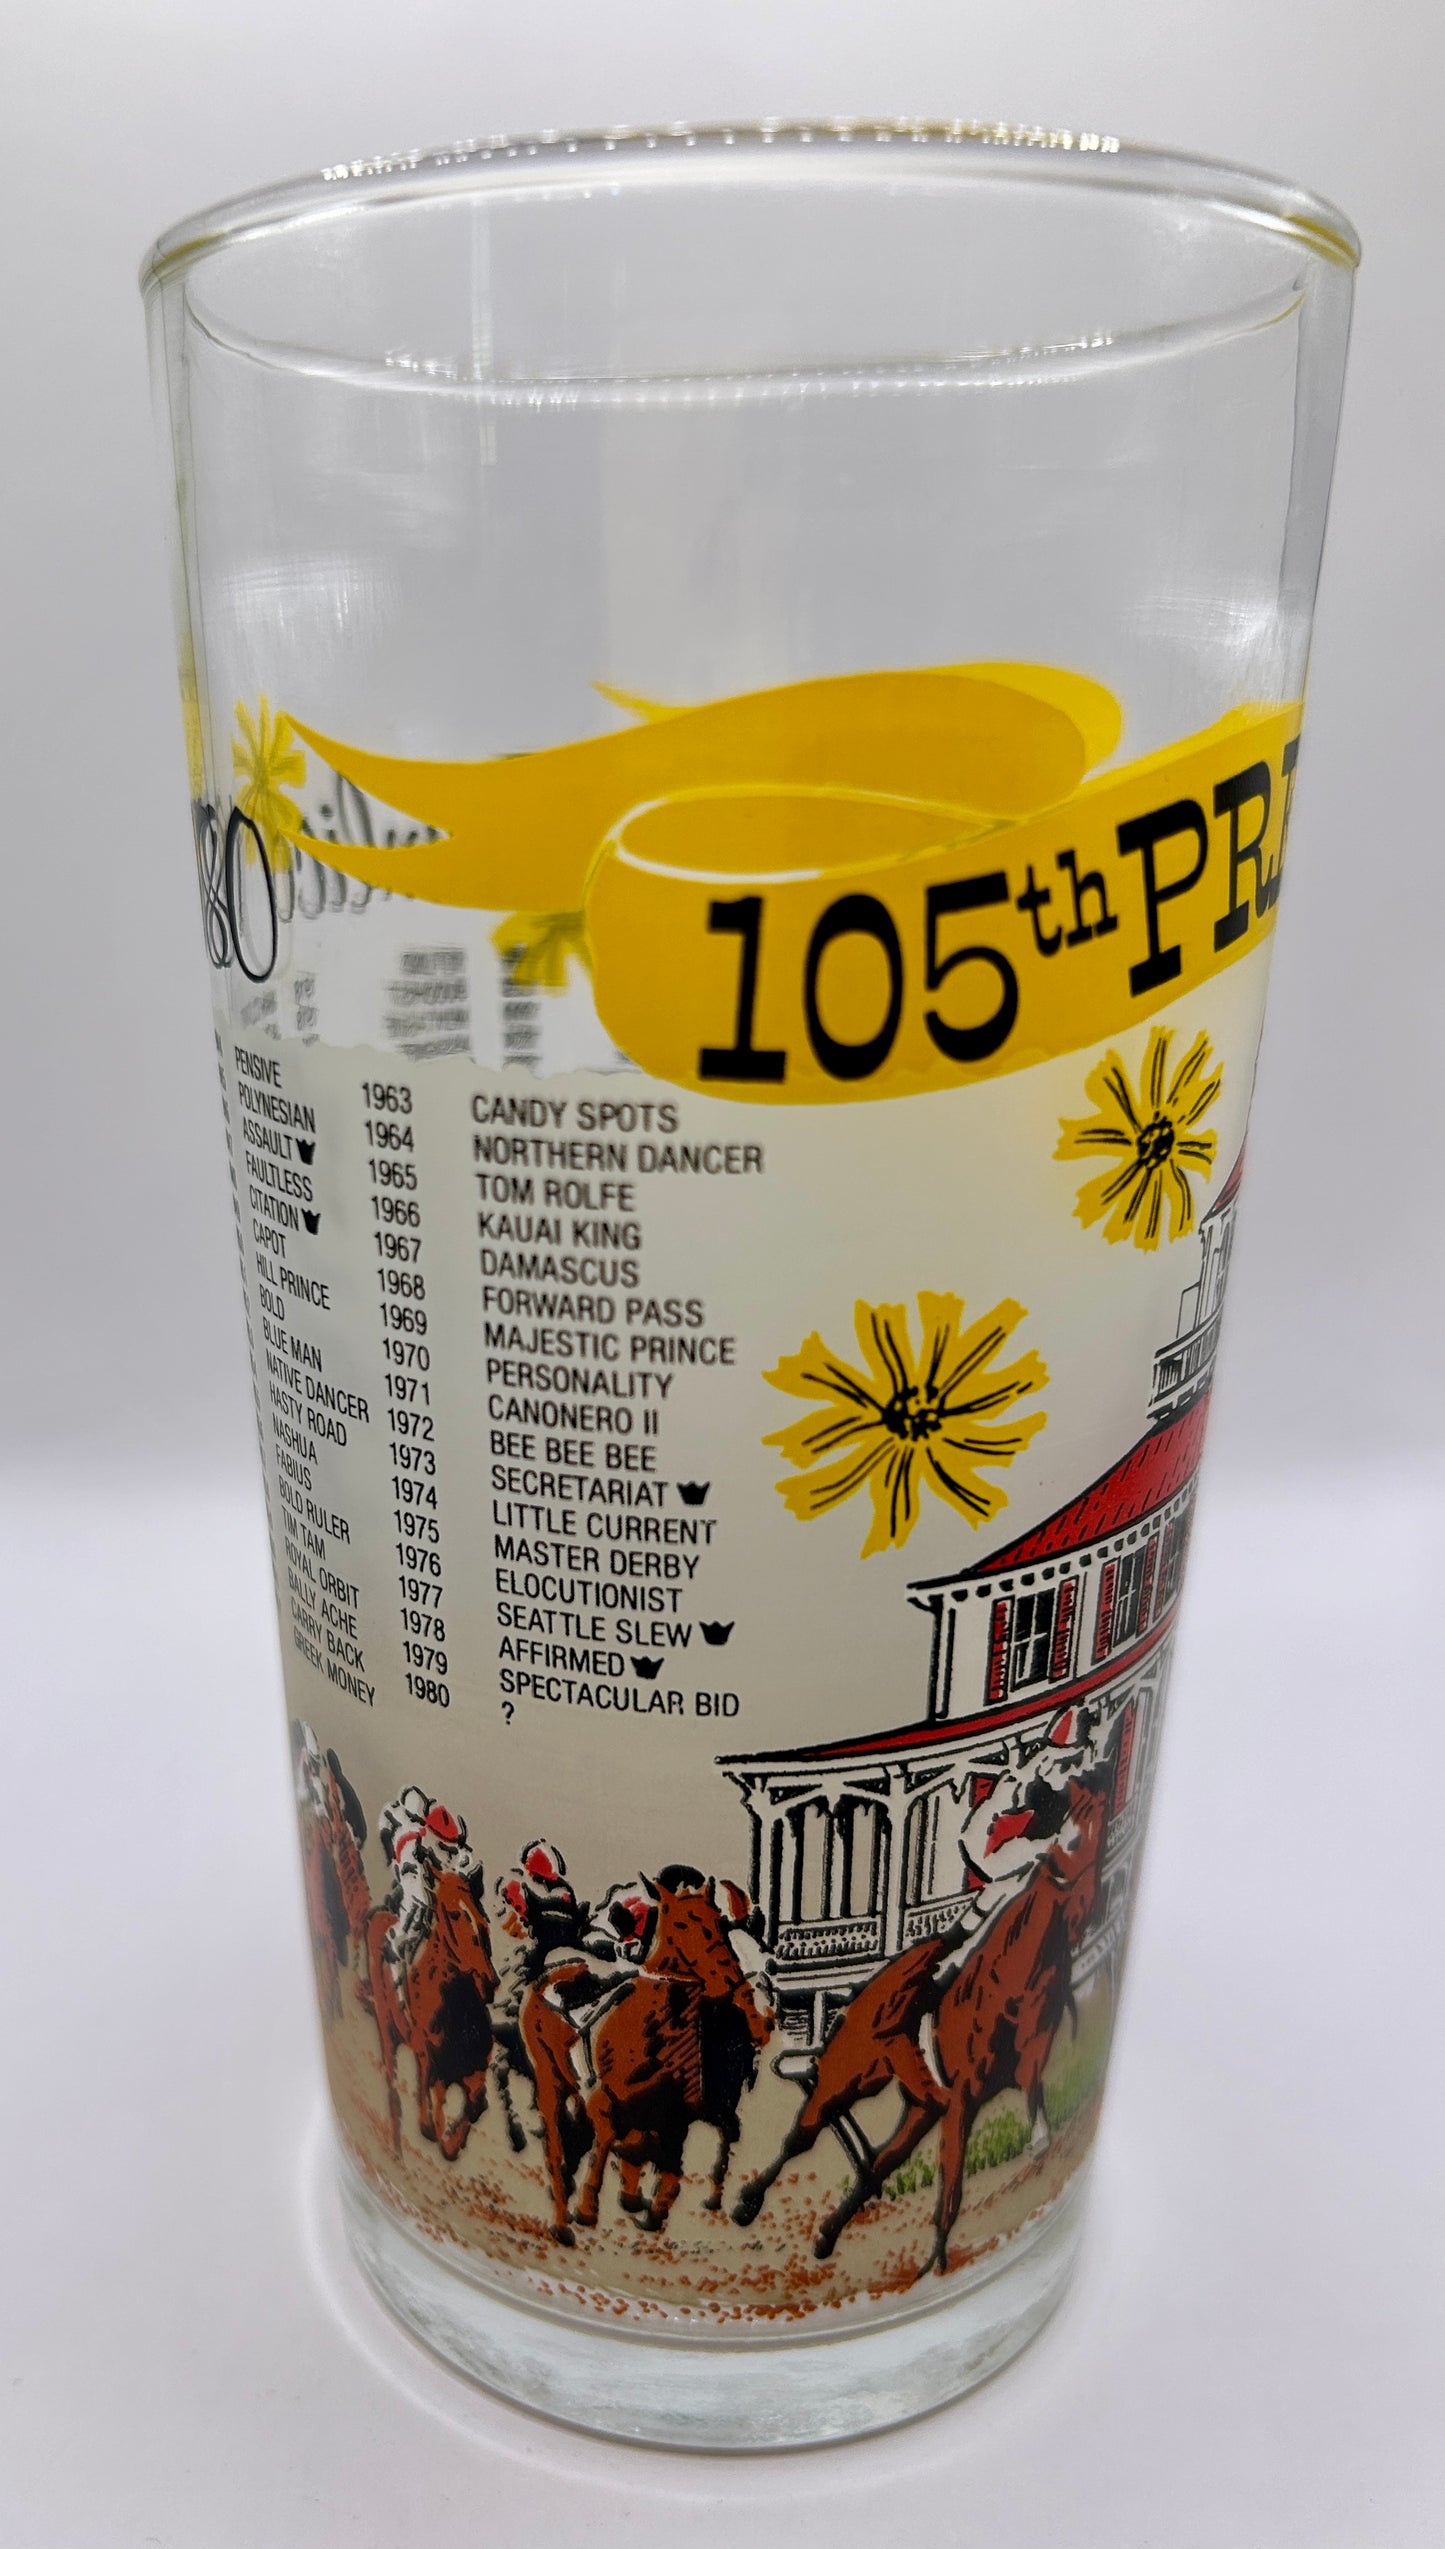 105th PR
80
PENSIVE
POLYNESIAN
ASSAULT
FAULTLESS
CITATION
CAPOT
HILL PRINCE
BOLD
BLUE MAN
NATIVE DANCER
HASTY ROAD
NASHUA
FABIUS
BOLD RULER
TIM TAM
ROYAL ORBIT
BALLY ACHE
CARRY BACK
GREEK MONEY
1963 CANDY SPOTS
1964 NORTHERN DANCER
1965 TOM ROLFE
1966 KAUAI KING
1967 DAMASCUS
1968 FORWARD PASS
1969 MAJESTIC PRINCE
1970 PERSONALITY
1971 CANONERO II
1972 BEE BEE BEE
1973 SECRETARIAT
1974 LITTLE CURRENT
1975 MASTER DERBY
1976 ELOCUTIONIST
1977 SEATTLE SLEW
1978 AFFIRMED
1979 SPECTACULAR BID
1980 ?